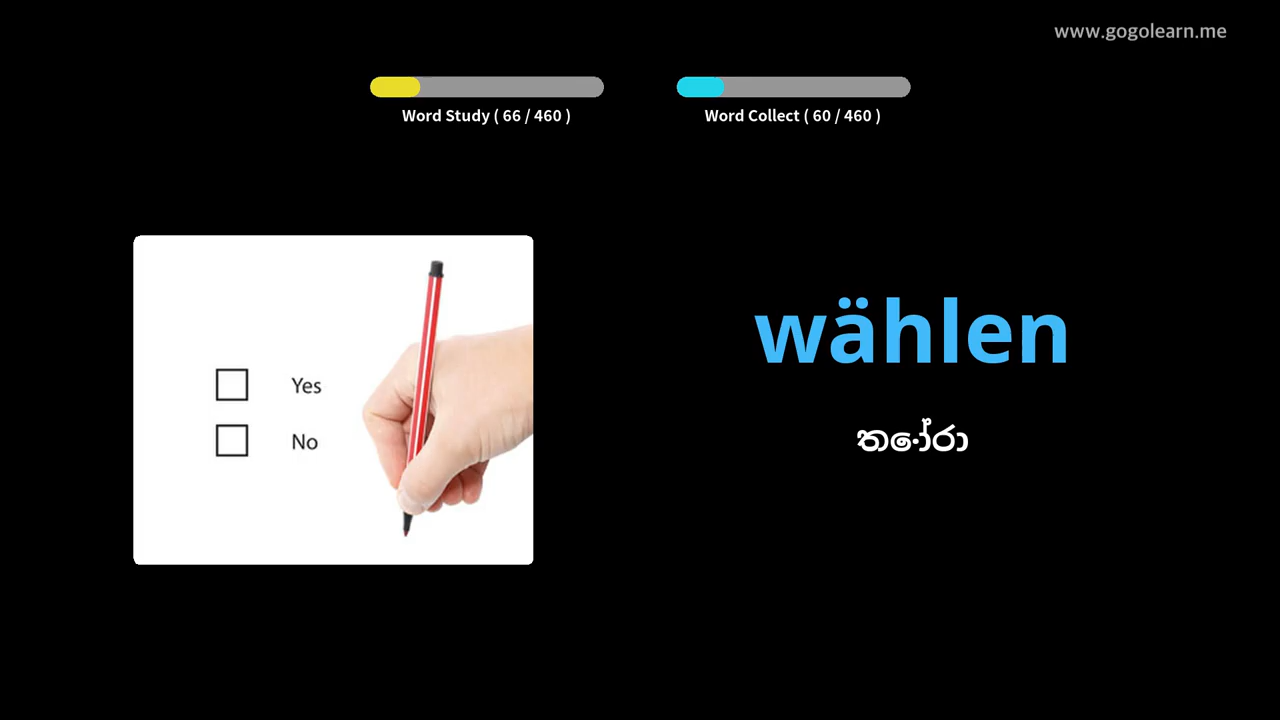 www.gogolearn.me
Word Study ( 66 / 460 )
Word Collect ( 60 / 460 )
Yes
No
wählen
තෝරා